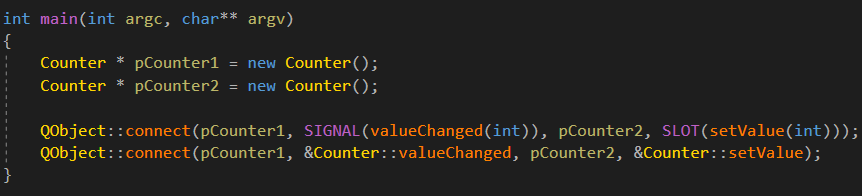 int main(int argc, char** argv)
{
Counter * pCounter1 = new Counter();
Counter * pCounter2 = new Counter();
QObject::connect(pCounter1, SIGNAL(valueChanged(int)), pCounter2, SLOT(setValue(int)));
QObject::connect(pCounter1, &Counter::valueChanged, pCounter2, &Counter::setValue);
}